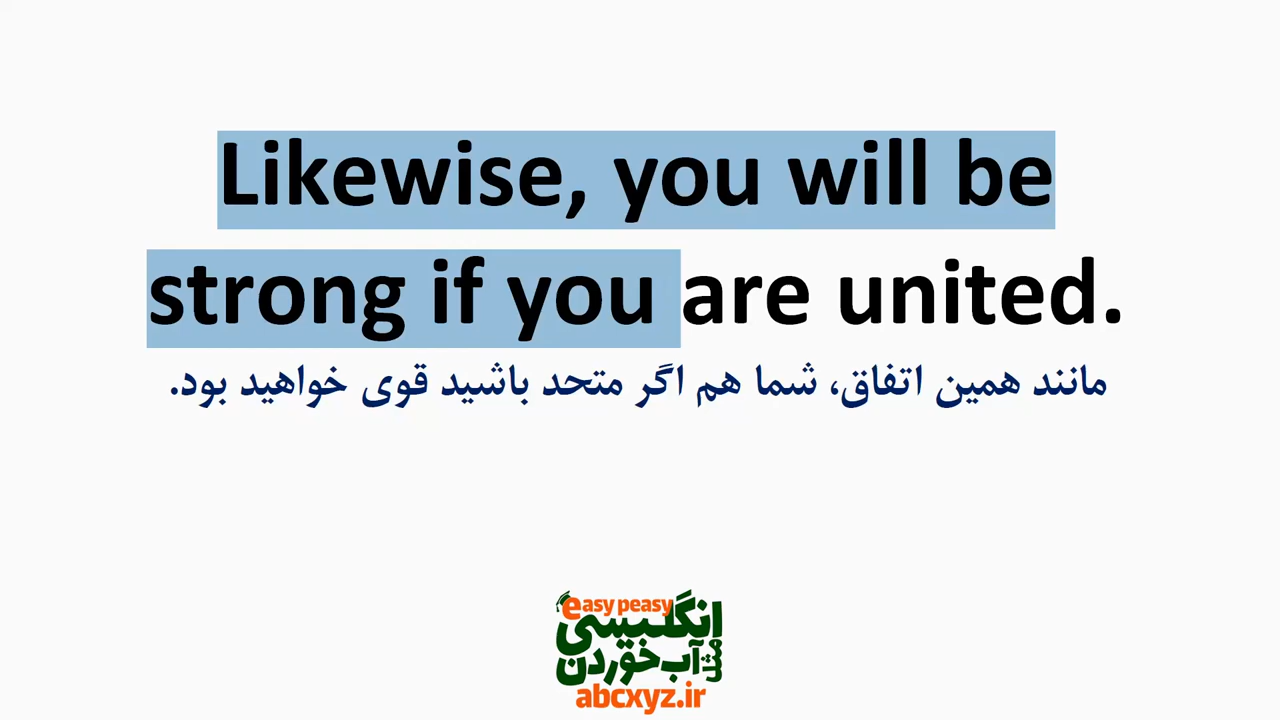 Likewise, you will be
strong if you are united.
مانند همین اتفاق، شما هم اگر متحد باشید قوی خواهید بود.
easy peasy
انگلیسی
مثل آب خوردن
abcxyz.ir